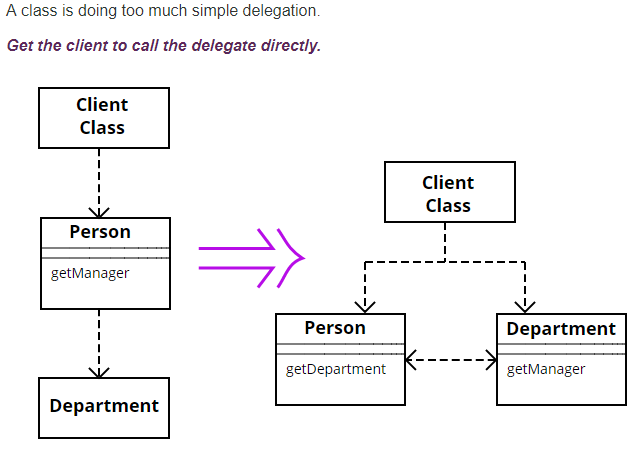 A class is doing too much simple delegation.
Get the client to call the delegate directly.
Client
Class
Person
getManager
Department
Client
Class
Person
getDepartment
Department
getManager